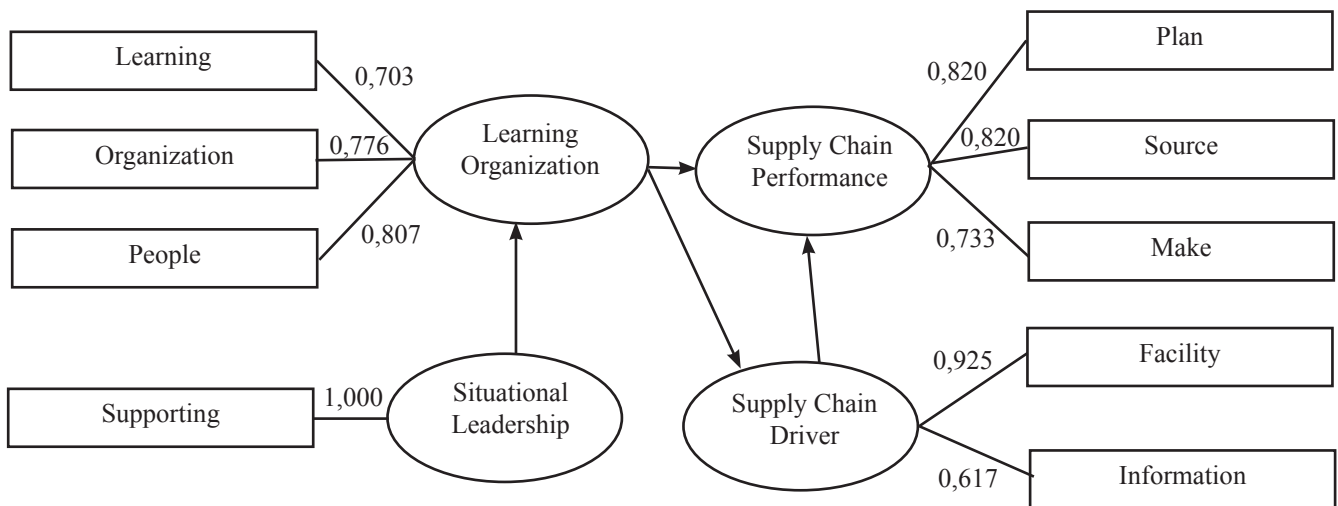 Learning
0,703
Organization
0,776
People
0,807
Learning
Organization
Supply Chain
Performance
Plan
0,820
Source
0,820
Make
0,733
Supporting
1,000
Situational
Leadership
Supply Chain
Driver
Facility
0,925
Information
0,617